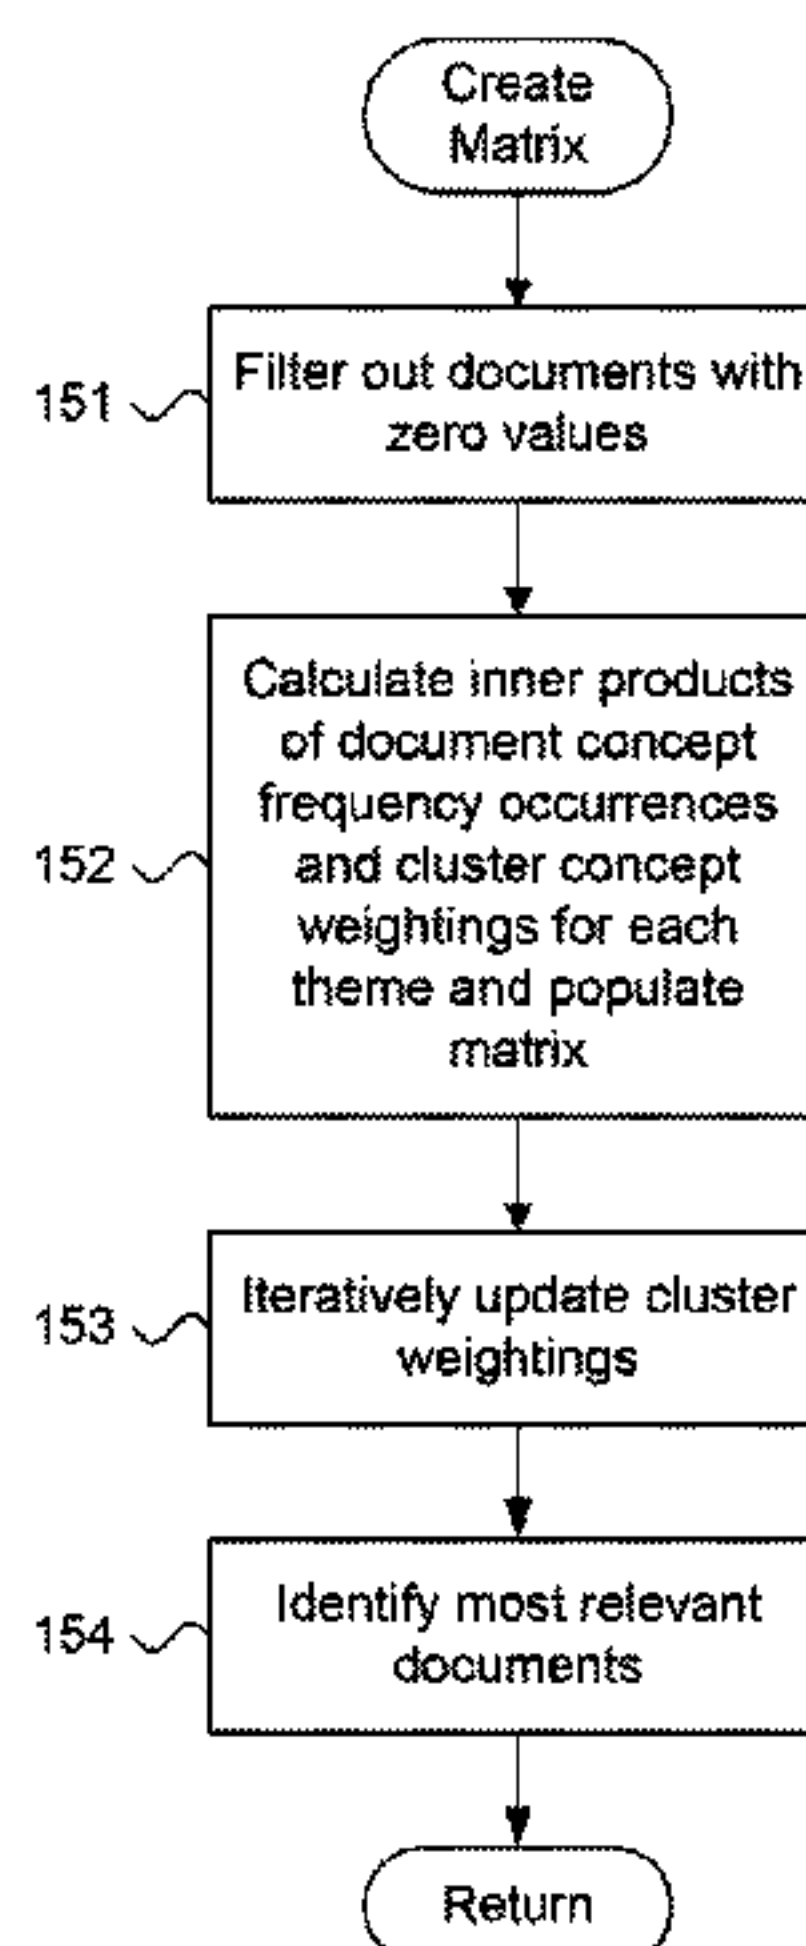 Create
Matrix
151
Filter out documents with
zero values
152
Calculate inner products
of document concept
frequency occurrences
and cluster concept
weightings for each
theme and populate
matrix
153
Iteratively update cluster
weightings
154
Identify most relevant
documents
Return